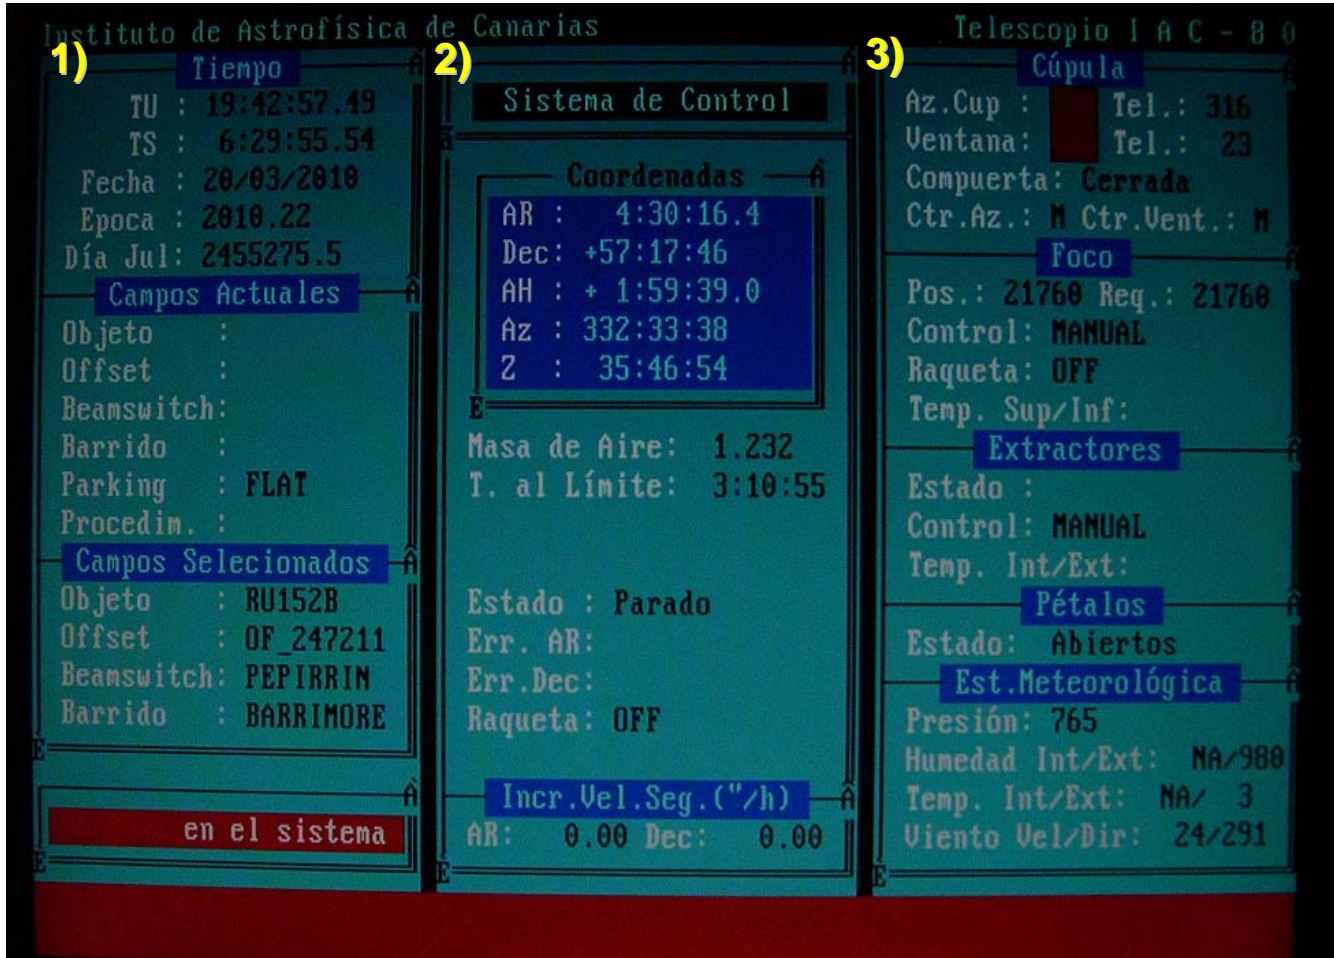 Instituto de Astrofísica de Canarias
Telescopio I A C - 8 0
1)
Tiempo
TU : 19:42:57.49
TS : 6:29:55.54
Fecha : 20/03/2010
Epoca : 2010.22
Día Jul: 2455275.5
Campos Actuales
Objeto :
Offset :
Beamswitch:
Barrido :
Parking : FLAT
Procedim. :
Campos Selecionados
Objeto : RU152B
Offset : OF_247211
Beamswitch: PEPIRRIN
Barrido : BARRIMORE
en el sistema
2)
Sistema de Control
Coordenadas
AR : 4:30:16.4
Dec: +57:17:46
AH : + 1:59:39.0
Az : 332:33:38
Z : 35:46:54
Masa de Aire: 1.232
T. al Límite: 3:10:55
Estado : Parado
Err. AR:
Err.Dec:
Raqueta: OFF
Incr.Vel.Seg.("/h)
AR: 0.00 Dec: 0.00
3)
Cúpula
Az.Cup : Tel.: 316
Ventana: Tel.: 23
Compuerta: Cerrada
Ctr.Az.: M Ctr.Vent.: M
Foco
Pos.: 21760 Req.: 21760
Control: MANUAL
Raqueta: OFF
Temp. Sup/Inf:
Extractores
Estado :
Control: MANUAL
Temp. Int/Ext:
Pétalos
Estado: Abiertos
Est.Meteorológica
Presión: 765
Humedad Int/Ext: NA/980
Temp. Int/Ext: NA/ 3
Viento Vel/Dir: 24/291